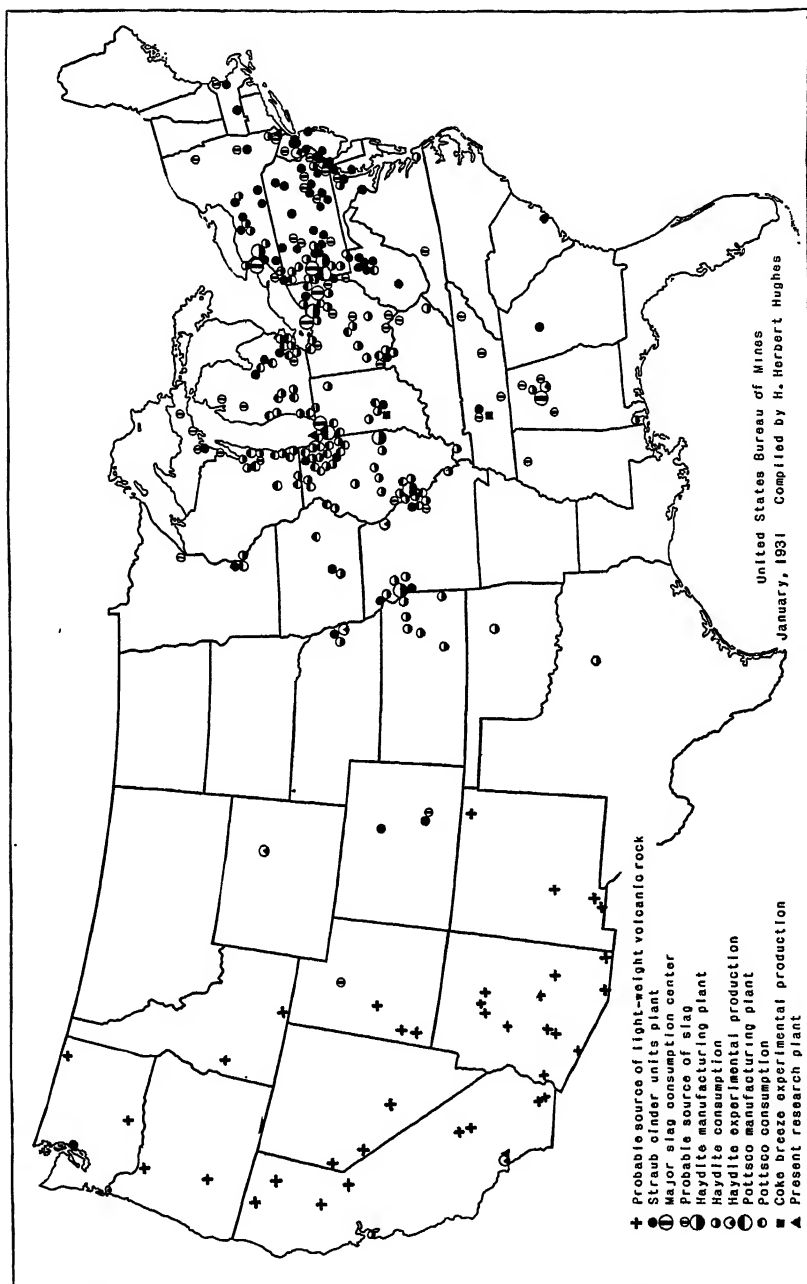 United States Bureau of Mines
January, 1931 Compiled by H. Herbert Hughes
Probable source of light-weight volcanic rock
Straub cinder units plant
Major slag consumption center
Probable source of slag
Haydite manufacturing plant
Haydite consumption
Haydite experimental production
Pottsco manufacturing plant
Pottsco consumption
Coke breeze experimental production
Present research plant